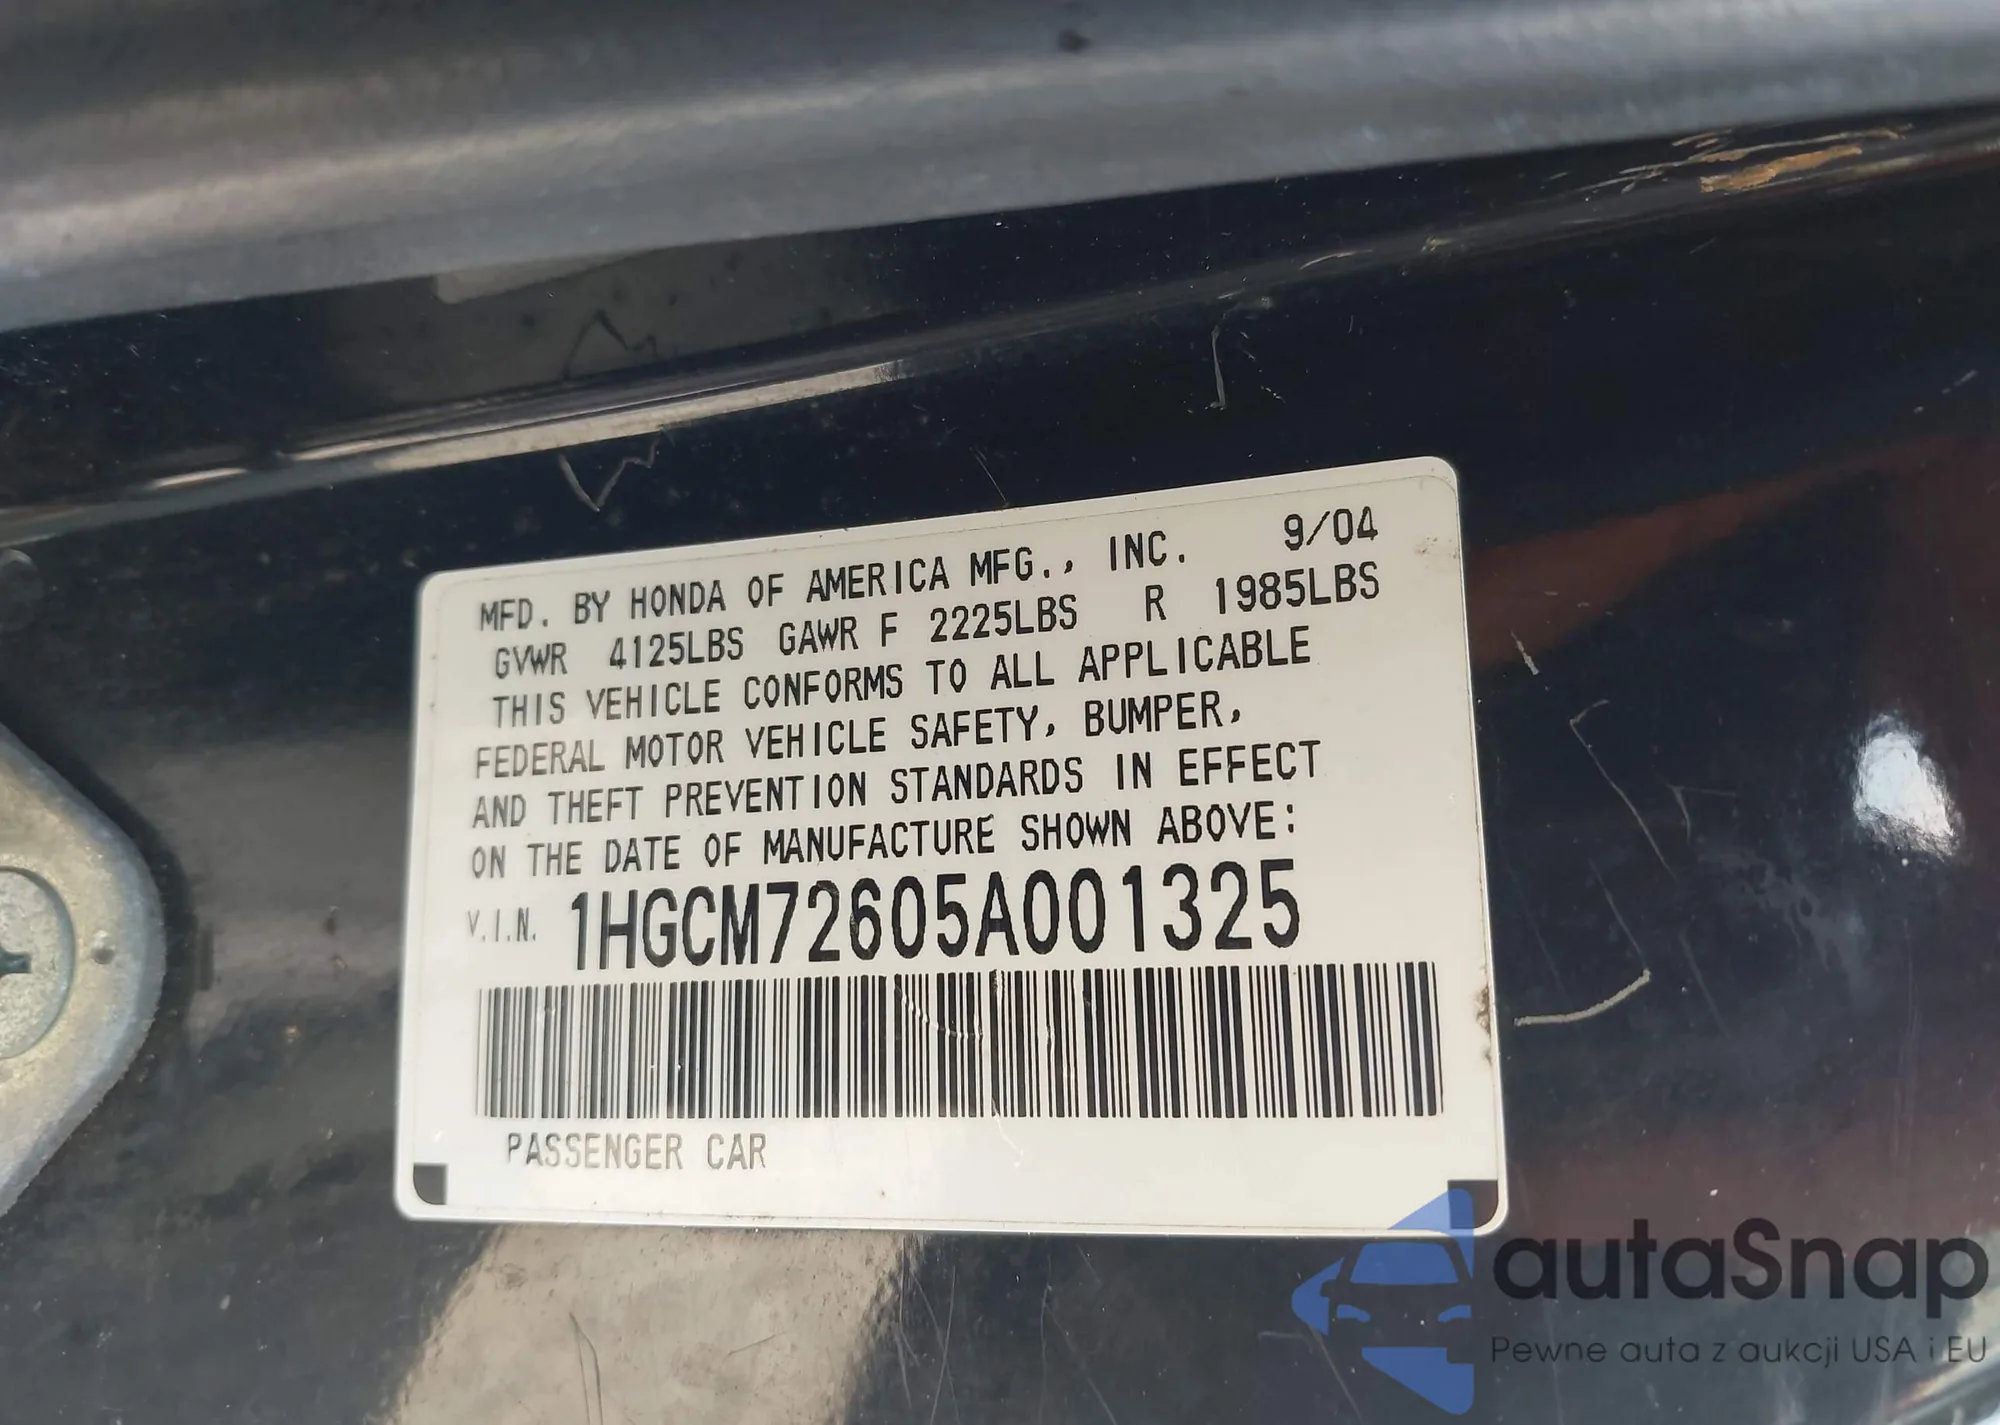 MFD. BY HONDA OF AMERICA MFG., INC. 9/04
GVWR 4125LBS GAWR F 2225LBS R 1985LBS
THIS VEHICLE CONFORMS TO ALL APPLICABLE
FEDERAL MOTOR VEHICLE SAFETY, BUMPER,
AND THEFT PREVENTION STANDARDS IN EFFECT
ON THE DATE OF MANUFACTURE SHOWN ABOVE:
V.I.N. 1HGCM72605A001325
PASSENGER CAR
autaSnap
Pewne auta z aukcji USA i EU